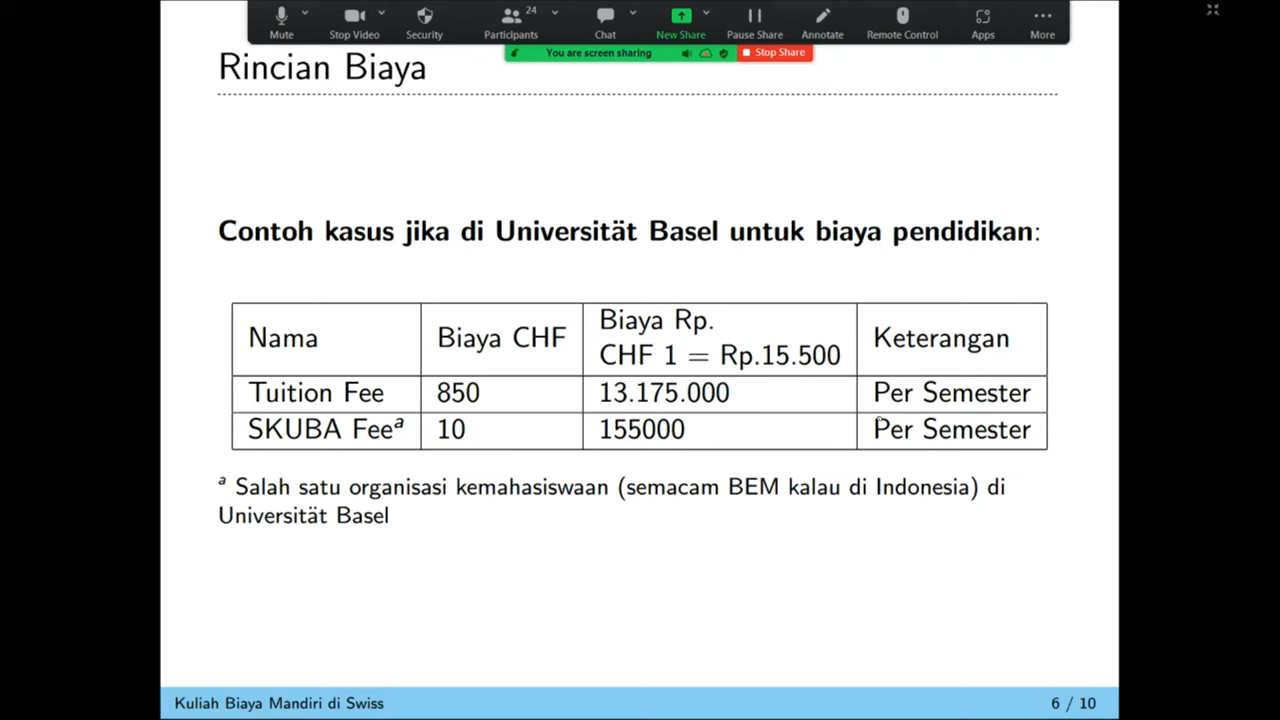 24
Mute Stop Video Security Participants Chat New Share Pause Share Annotate Remote Control Apps More
You are screen sharing Stop Share
Rincian Biaya
Contoh kasus jika di Universität Basel untuk biaya pendidikan:
Nama Biaya CHF Biaya Rp. Keterangan
CHF 1 = Rp.15.500
Tuition Fee 850 13.175.000 Per Semester
SKUBA Feeᵃ 10 155000 Per Semester
ᵃ Salah satu organisasi kemahasiswaan (semacam BEM kalau di Indonesia) di
Universität Basel
Kuliah Biaya Mandiri di Swiss 6 / 10